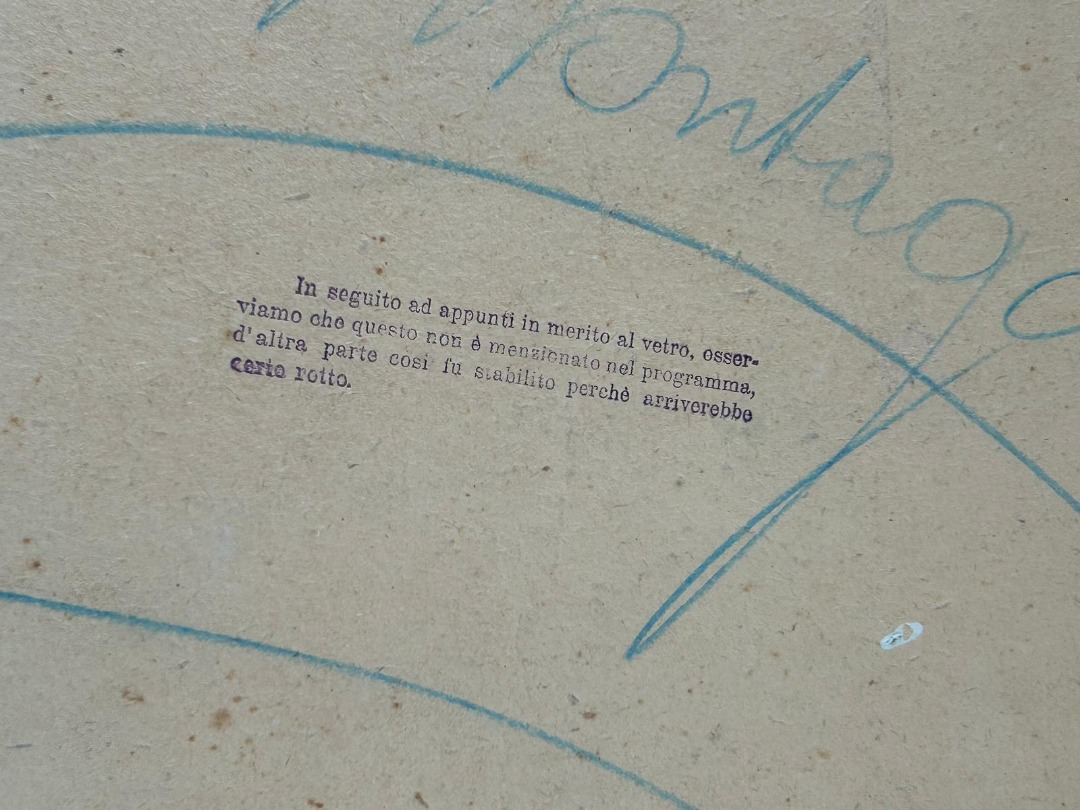 In seguito ad appunti in merito al vetro, osser-
viamo che questo non è menzionato nel programma,
d'altra parte così fu stabilito perchè arriverebbe
certo rotto.